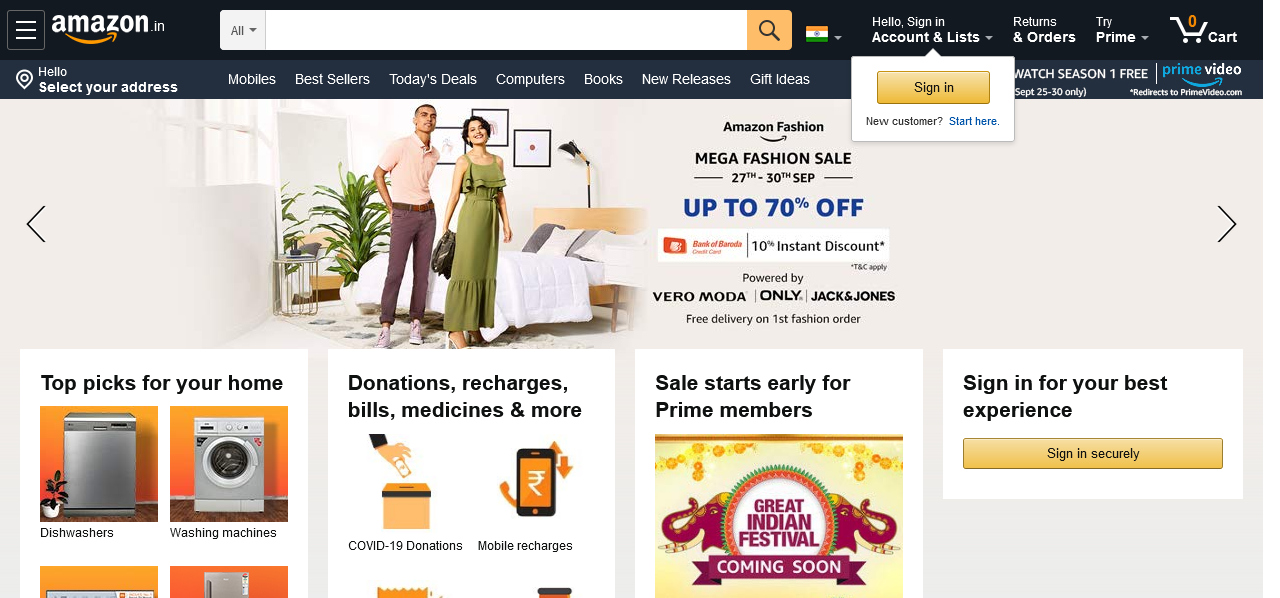 amazon.in
All
Hello, Sign in
Account & Lists
Returns
& Orders
Try
Prime
0
Cart
Hello
Select your address
Mobiles
Best Sellers
Today's Deals
Computers
Books
New Releases
Gift Ideas
WATCH SEASON 1 FREE
Sept 25-30 only)
prime video
*Redirects to PrimeVideo.com
Sign in
New customer? Start here.
Amazon Fashion
MEGA FASHION SALE
27TH - 30TH SEP
UP TO 70% OFF
Bank of Baroda
Credit Card
10% Instant Discount*
*T&C apply
Powered by
VERO MODA | ONLY | JACK&JONES
Free delivery on 1st fashion order
Top picks for your home
Dishwashers
Washing machines
Donations, recharges,
bills, medicines & more
COVID-19 Donations
Mobile recharges
Sale starts early for
Prime members
GREAT
INDIAN
FESTIVAL
COMING SOON
Sign in for your best
experience
Sign in securely